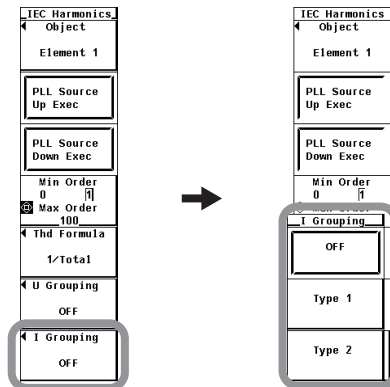 IEC Harmonics
Object
Element 1
PLL Source
Up Exec
PLL Source
Down Exec
Min Order
0 1
Max Order
100
Thd Formula
1/Total
U Grouping
OFF
I Grouping
OFF
IEC Harmonics
Object
Element 1
PLL Source
Up Exec
PLL Source
Down Exec
Min Order
0 1
I Grouping
OFF
Type 1
Type 2